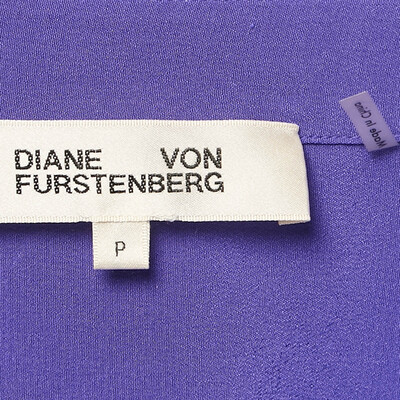 DIANE VON
FURSTENBERG
P
Made In China